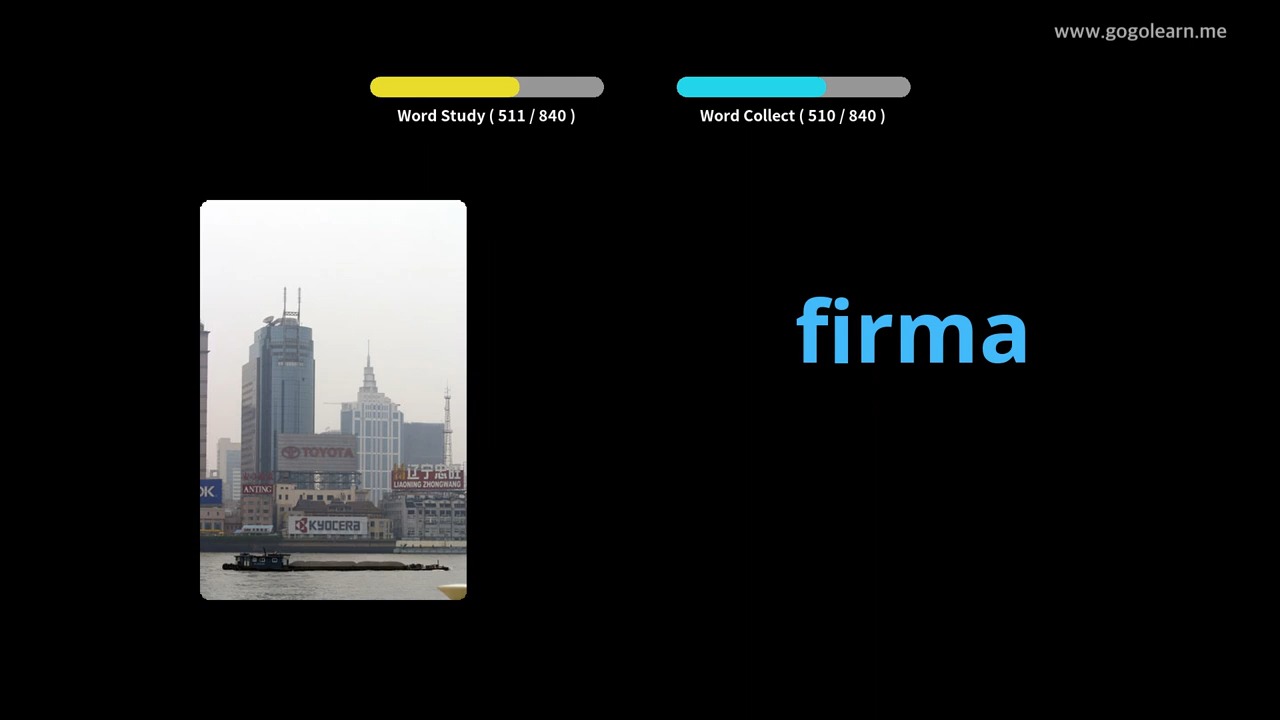 www.gogolearn.me
Word Study ( 511 / 840 )
Word Collect ( 510 / 840 )
firma
TOYOTA
辽宁忠旺
LIAONING ZHONGWANG
OK
ANTING
KYOCERA